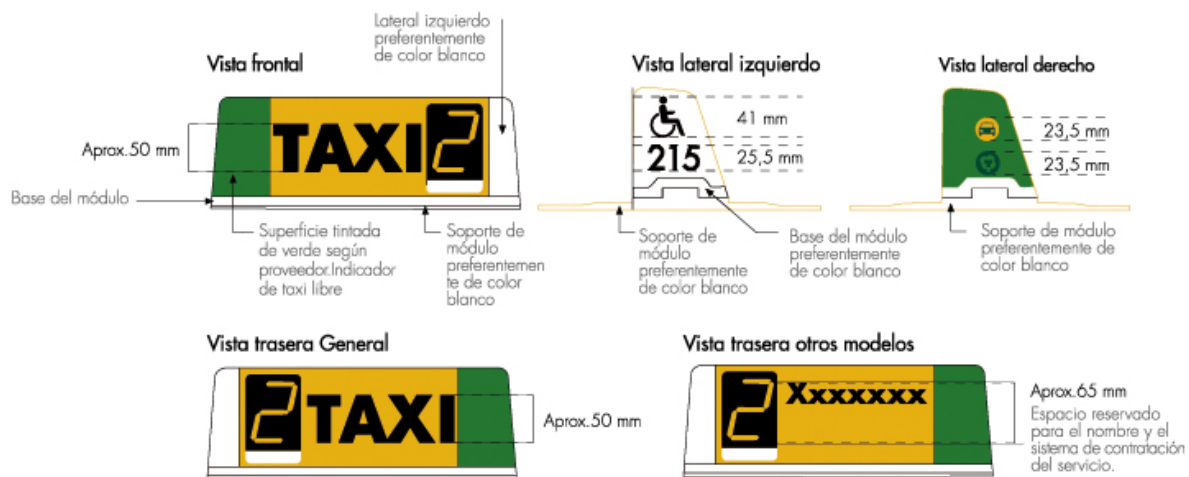 Lateral izquierdo
preferentemente
de color blanco
Vista frontal
TAXI 2
Aprox.50 mm
Base del módulo
Superficie tintada
de verde según
proveedor.Indicador
de taxi libre
Soporte de
módulo
preferentemen
te de color
blanco
Vista lateral izquierdo
41 mm
215
25,5 mm
Soporte de
módulo
preferentemente
de color blanco
Base del módulo
preferentemente
de color blanco
Vista lateral derecho
23,5 mm
23,5 mm
Soporte de módulo
preferentemente de
color blanco
Vista trasera General
2 TAXI
Aprox.50 mm
Vista trasera otros modelos
2 Xxxxxxx
Aprox.65 mm
Espacio reservado
para el nombre y el
sistema de contratación
del servicio.